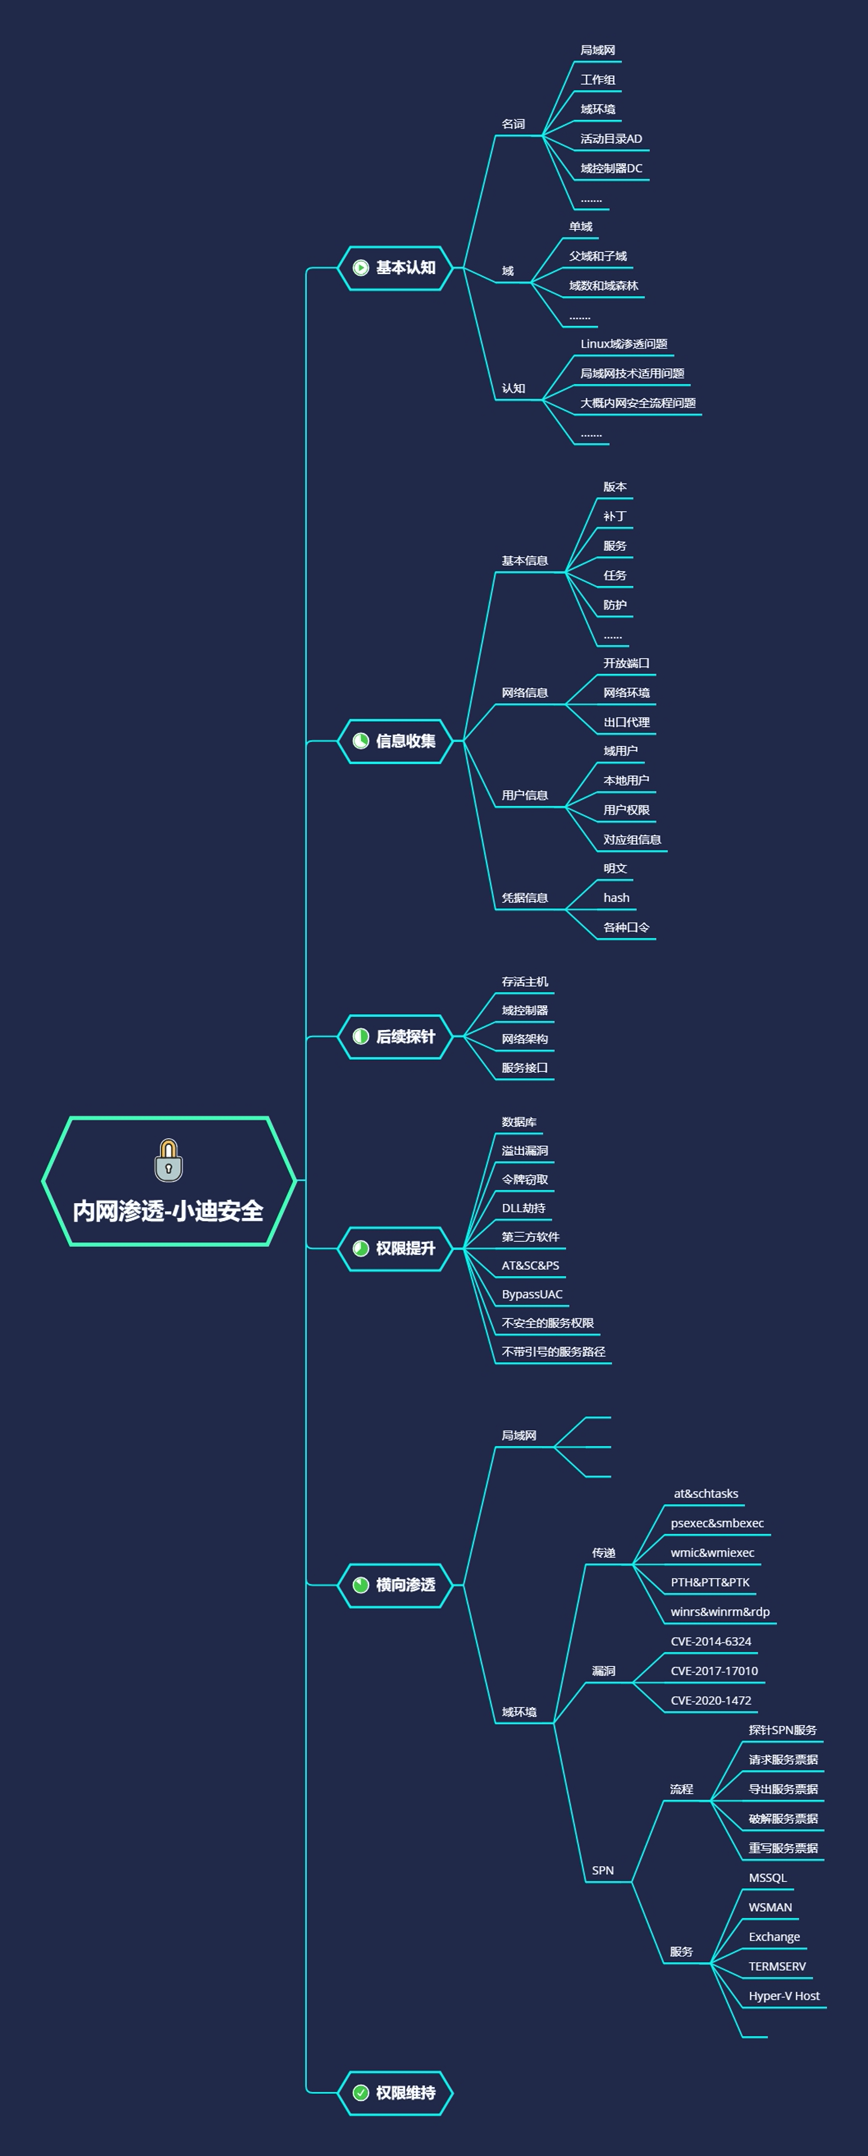 内网渗透-小迪安全
基本认知
名词
局域网
工作组
域环境
活动目录AD
域控制器DC
.......
域
单域
父域和子域
域数和域森林
.......
认知
Linux域渗透问题
局域网技术适用问题
大概内网安全流程问题
.......
信息收集
基本信息
版本
补丁
服务
任务
防护
......
网络信息
开放端口
网络环境
出口代理
用户信息
域用户
本地用户
用户权限
对应组信息
凭据信息
明文
hash
各种口令
后续探针
存活主机
域控制器
网络架构
服务接口
权限提升
数据库
溢出漏洞
令牌窃取
DLL劫持
第三方软件
AT&SC&PS
BypassUAC
不安全的服务权限
不带引号的服务路径
横向渗透
局域网
域环境
传递
at&schtasks
psexec&smbexec
wmic&wmiexec
PTH&PTT&PTK
winrs&winrm&rdp
漏洞
CVE-2014-6324
CVE-2017-17010
CVE-2020-1472
SPN
流程
探针SPN服务
请求服务票据
导出服务票据
破解服务票据
重写服务票据
服务
MSSQL
WSMAN
Exchange
TERMSERV
Hyper-V Host
权限维持